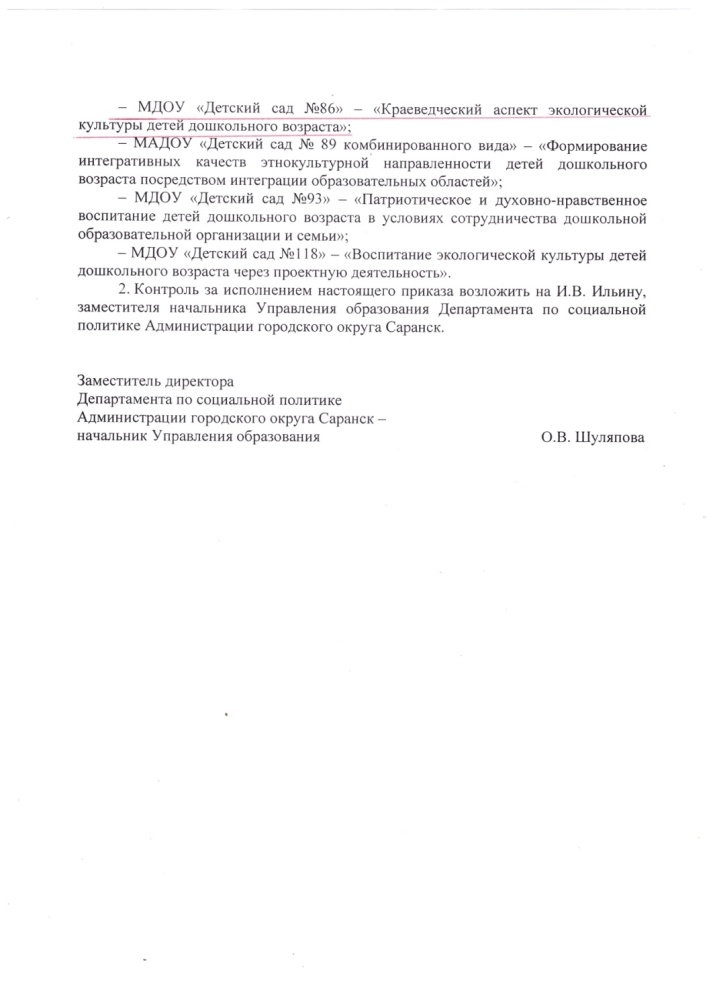 – МДОУ «Детский сад №86» – «Краеведческий аспект экологической
культуры детей дошкольного возраста»;
– МАДОУ «Детский сад № 89 комбинированного вида» – «Формирование
интегративных качеств этнокультурной направленности детей дошкольного
возраста посредством интеграции образовательных областей»;
– МДОУ «Детский сад №93» – «Патриотическое и духовно-нравственное
воспитание детей дошкольного возраста в условиях сотрудничества дошкольной
образовательной организации и семьи»;
– МДОУ «Детский сад №118» – «Воспитание экологической культуры детей
дошкольного возраста через проектную деятельность».
2. Контроль за исполнением настоящего приказа возложить на И.В. Ильину,
заместителя начальника Управления образования Департамента по социальной
политике Администрации городского округа Саранск.
Заместитель директора
Департамента по социальной политике
Администрации городского округа Саранск –
начальник Управления образования О.В. Шуляпова